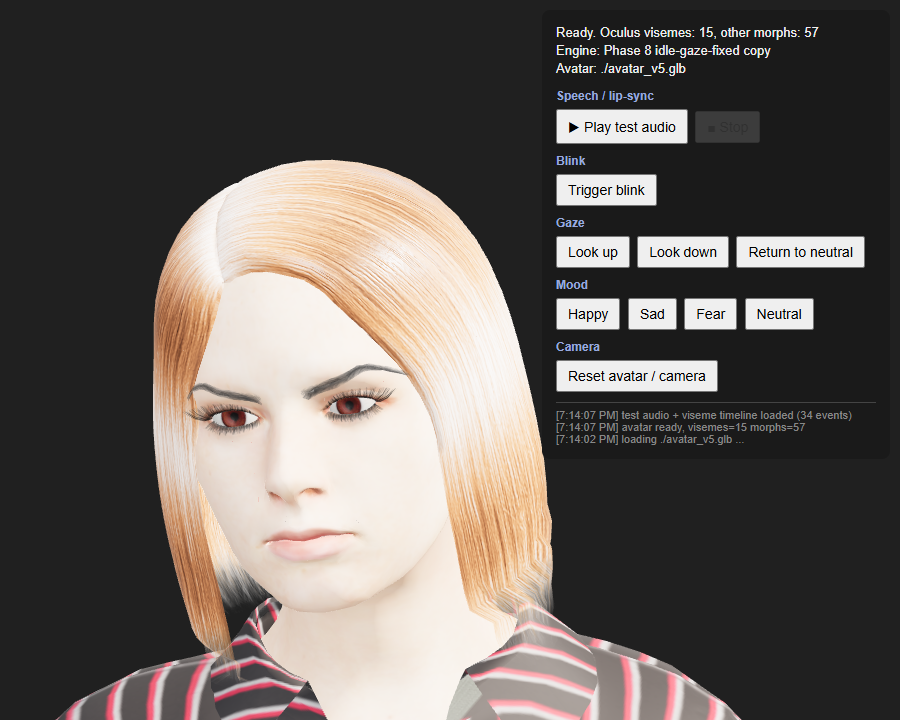 Ready. Oculus visemes: 15, other morphs: 57
Engine: Phase 8 idle-gaze-fixed copy
Avatar: ./avatar_v5.glb
Speech / lip-sync
▶ Play test audio ■ Stop
Blink
Trigger blink
Gaze
Look up Look down Return to neutral
Mood
Happy Sad Fear Neutral
Camera
Reset avatar / camera
[7:14:07 PM] test audio + viseme timeline loaded (34 events)
[7:14:07 PM] avatar ready, visemes=15 morphs=57
[7:14:02 PM] loading ./avatar_v5.glb ...